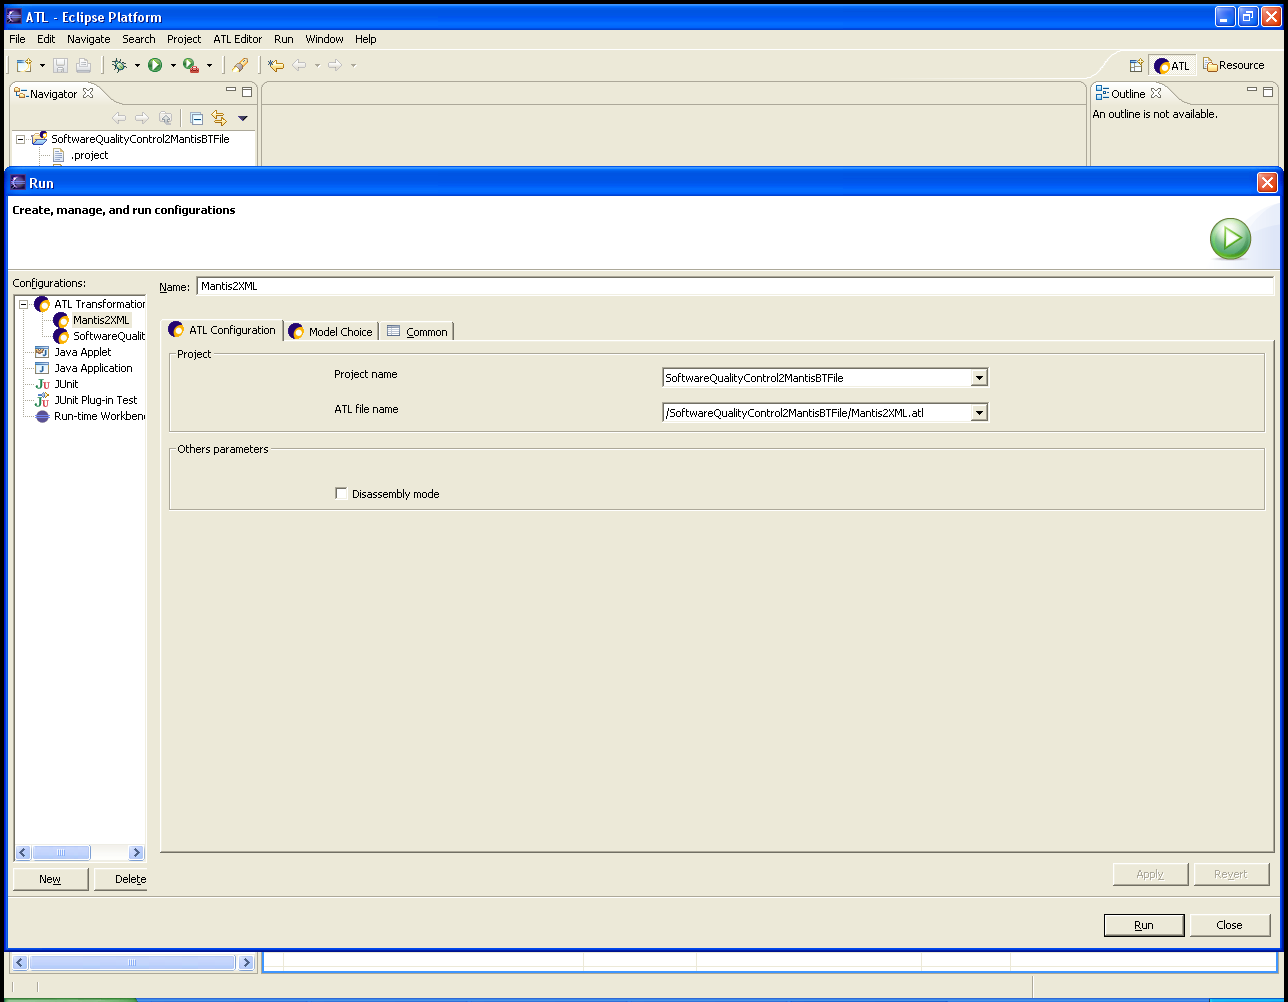 ATL - Eclipse Platform
File Edit Navigate Search Project ATL Editor Run Window Help
ATL Resource
Navigator
Outline
An outline is not available.
SoftwareQualityControl2MantisBTFile
.project
Run
Create, manage, and run configurations
Configurations:
Name: Mantis2XML
ATL Transformation
Mantis2XML
SoftwareQualit
Java Applet
Java Application
JUnit
JUnit Plug-in Test
Run-time Workben
ATL Configuration Model Choice Common
Project
Project name SoftwareQualityControl2MantisBTFile
ATL file name /SoftwareQualityControl2MantisBTFile/Mantis2XML.atl
Others parameters
Disassembly mode
New Delete
Apply Revert
Run Close